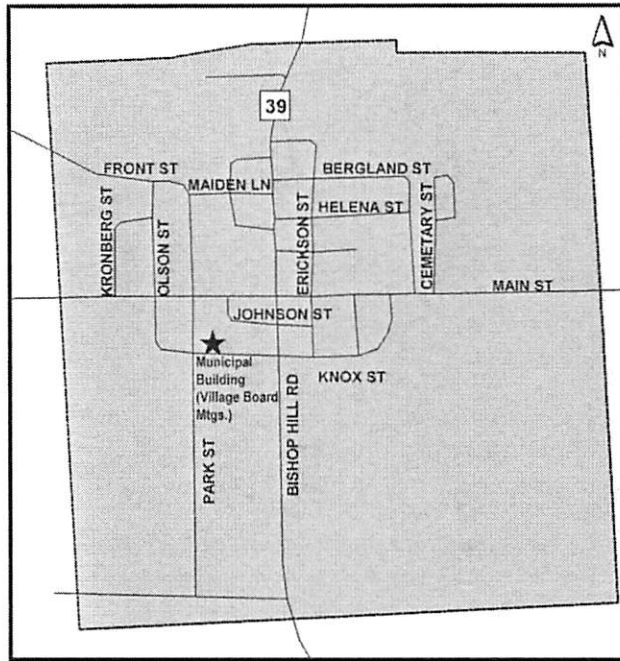 N
39
FRONT ST
BERGLAND ST
MAIDEN LN
HELENA ST
KRONBERG ST
OLSON ST
ERICKSON ST
CEMETARY ST
MAIN ST
JOHNSON ST
Municipal
Building
(Village Board
Mtgs.)
KNOX ST
PARK ST
BISHOP HILL RD